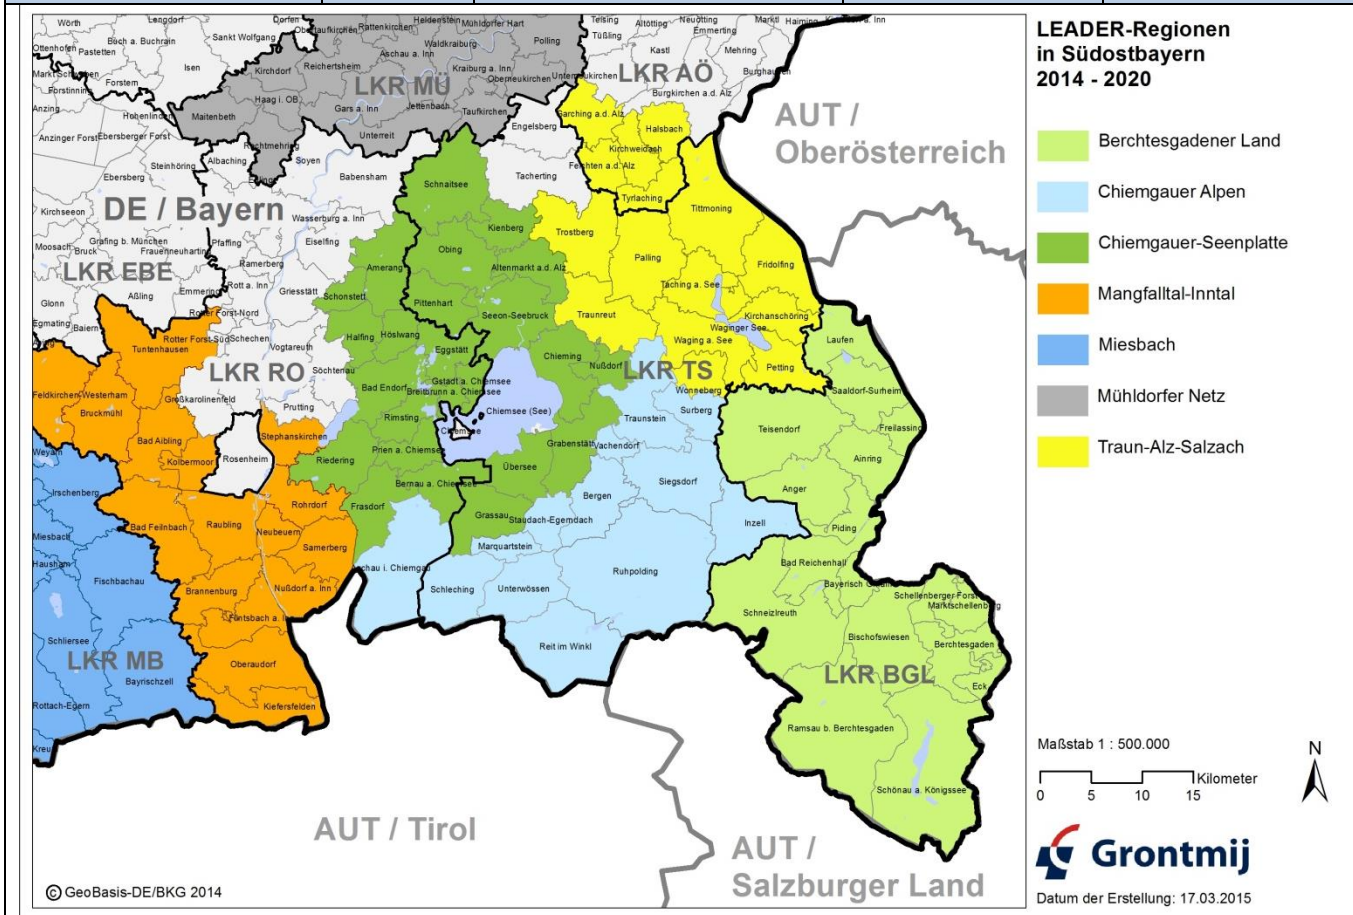 LEADER-Regionen
in Südostbayern
2014 - 2020
Berchtesgadener Land
Chiemgauer Alpen
Chiemgauer-Seenplatte
Mangfalltal-Inntal
Miesbach
Mühldorfer Netz
Traun-Alz-Salzach
Maßstab 1 : 500.000
N
Kilometer
0 5 10 15
Grontmij
Datum der Erstellung: 17.03.2015
Wörth
Lengdorf
Dorfen
Obertaufkirchen
Rattenkirchen
Heldenstein
Mühldorfer Hart
Teising
Altötting
Neuötting
Emmerting
Marktl
Haiming
Buch a. Buchrain
Sankt Wolfgang
Ottenhofen
Pastetten
Aschau a. Inn
Waldkraiburg
Polling
Tüßling
Kastl
Mehring
Isen
Kirchdorf
Reichertsheim
Kraiburg a. Inn
Oberneukirchen
Unterneukirchen
Burghausen
Forstern
Forstinning
LKR MÜ
LKR AÖ
Burgkirchen a.d. Alz
Anzing
Hohenlinden
Haag i. OB
Maitenbeth
Gars a. Inn
Jettenbach
Taufkirchen
Garching a.d. Alz
Halsbach
Anzinger Forst
Ebersberger Forst
Rechtmehring
Unterreit
Engelsberg
Kirchweidach
AUT /
Oberösterreich
Steinhöring
Albaching
Soyen
Babensham
Feichten a.d. Alz
Ebersberg
Schnaitsee
Tacherting
Tyrlaching
Tittmoning
Kirchseeon
DE / Bayern
Wasserburg a. Inn
Kienberg
Trostberg
Grafing b. München
Moosach
Bruck
Frauenneuharting
Pfaffing
Eiselfing
Obing
Palling
Fridolfing
LKR EBE
Ramerberg
Amerang
Altenmarkt a.d. Alz
Taching a. See
Glonn
Aßling
Emmering
Rott a. Inn
Griesstätt
Schonstett
Pittenhart
Egmating
Baiern
Rotter Forst-Nord
Seeon-Seebruck
Traunreut
Kirchanschöring
Waginger See
Rotter Forst-Süd
Schechen
Halfing
Höslwang
Waging a. See
Laufen
Tuntenhausen
Vogtareuth
Eggstätt
Chieming
Nußdorf
Petting
LKR RO
Söchtenau
LKR TS
Wonneberg
Saaldorf-Surheim
Feldkirchen-Westerham
Bad Endorf
Gstadt a. Chiemsee
Breitbrunn a. Chiemsee
Bruckmühl
Großkarolinenfeld
Prutting
Rimsting
Chiemsee (See)
Traunstein
Surberg
Teisendorf
Freilassing
Chiemsee
Bad Aibling
Stephanskirchen
Prien a. Chiemsee
Grabenstätt
Vachendorf
Weyarn
Kolbermoor
Rosenheim
Riedering
Übersee
Ainring
Irschenberg
Bernau a. Chiemsee
Siegsdorf
Anger
Rohrdorf
Frasdorf
Bergen
Bad Feilnbach
Raubling
Neubeuern
Grassau
Staudach-Egerndach
Inzell
Piding
Miesbach
Samerberg
Marquartstein
Bad Reichenhall
Hausham
Fischbachau
Brannenburg
Nußdorf a. Inn
Aschau i. Chiemgau
Schleching
Unterwössen
Ruhpolding
Schellenberger-Forst
Marktschellenberg
Schneizlreuth
Schliersee
Bischofswiesen
Berchtesgaden
Reit im Winkl
LKR MB
Oberaudorf
LKR BGL
Bayrischzell
Eck
Rottach-Egern
Kiefersfelden
Ramsau b. Berchtesgaden
Schönau a. Königssee
AUT / Tirol
AUT /
Salzburger Land
© GeoBasis-DE/BKG 2014